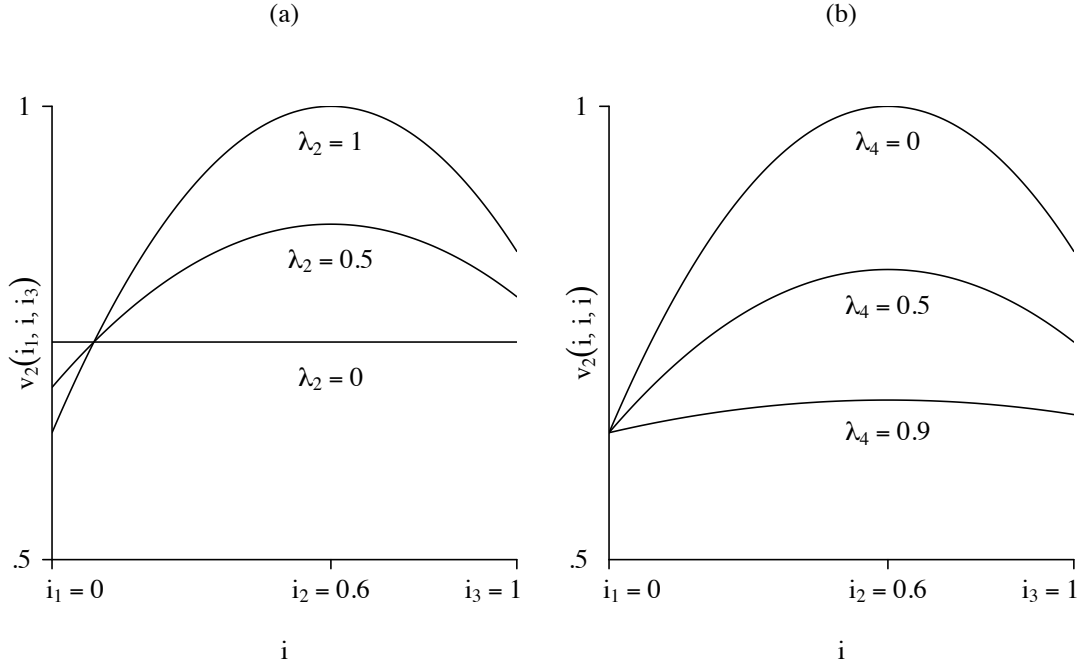 (a)
1
λ₂ = 1
λ₂ = 0.5
λ₂ = 0
v₂(i₁, i, i₃)
.5
i₁ = 0
i₂ = 0.6
i₃ = 1
i
(b)
1
λ₄ = 0
λ₄ = 0.5
λ₄ = 0.9
v₂(i, i, i)
.5
i₁ = 0
i₂ = 0.6
i₃ = 1
i